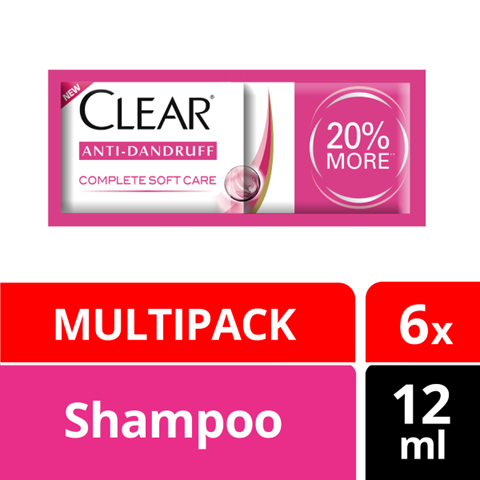 NEW
CLEAR®
ANTI-DANDRUFF
COMPLETE SOFT CARE
20%
MORE**
MULTIPACK
6x
Shampoo
12
ml